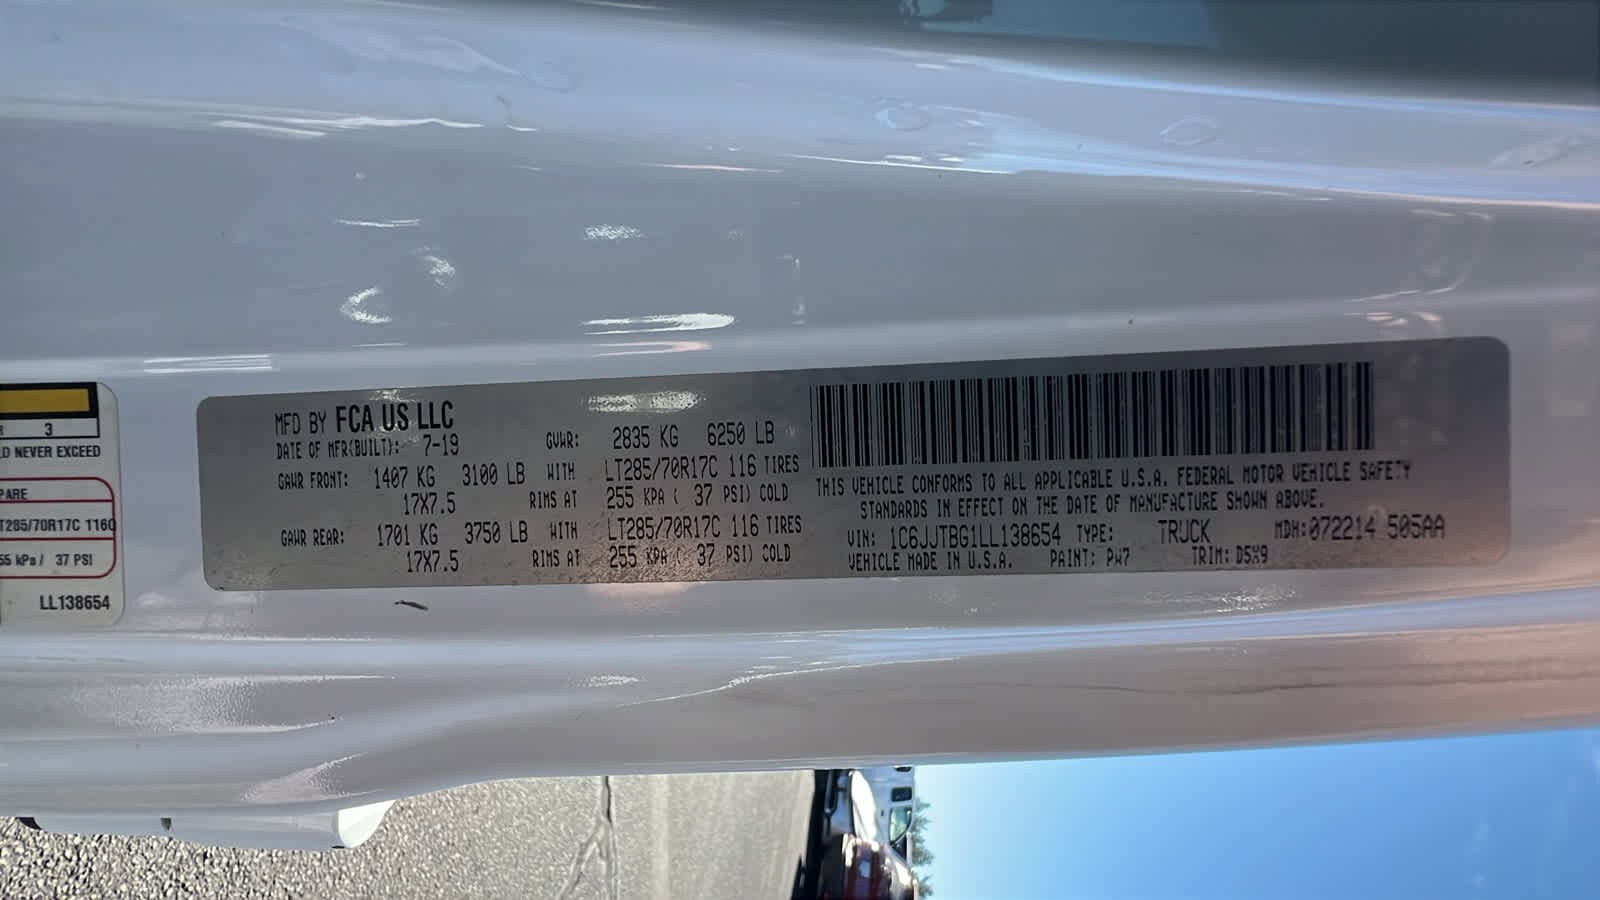 3
D NEVER EXCEED
PARE
T285/70R17C 116Q
55 kPa / 37 PSI
LL138654
MFD BY FCA US LLC
DATE OF MFR(BUILT): 7-19
GVWR: 2835 KG 6250 LB
GAWR FRONT: 1407 KG 3100 LB WITH LT285/70R17C 116 TIRES
17X7.5 RIMS AT 255 KPA ( 37 PSI) COLD
GAWR REAR: 1701 KG 3750 LB WITH LT285/70R17C 116 TIRES
17X7.5 RIMS AT 255 KPA ( 37 PSI) COLD
THIS VEHICLE CONFORMS TO ALL APPLICABLE U.S.A. FEDERAL MOTOR VEHICLE SAFETY
STANDARDS IN EFFECT ON THE DATE OF MANUFACTURE SHOWN ABOVE.
VIN: 1C6JJTBG1LL138654 TYPE: TRUCK MDH:072214 505AA
VEHICLE MADE IN U.S.A. PAINT: PW7 TRIM: D5X9